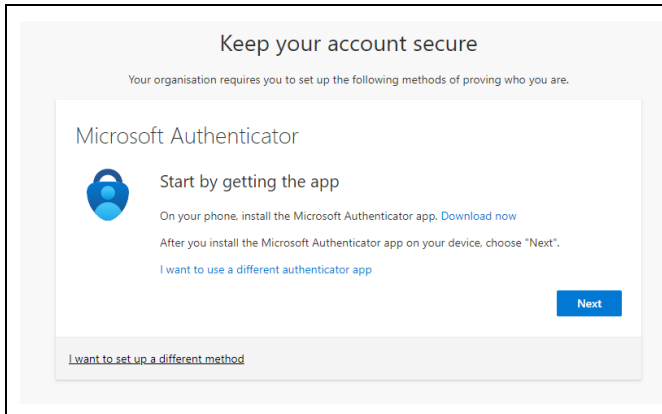 Keep your account secure
Your organisation requires you to set up the following methods of proving who you are.
Microsoft Authenticator
Start by getting the app
On your phone, install the Microsoft Authenticator app. Download now
After you install the Microsoft Authenticator app on your device, choose "Next".
I want to use a different authenticator app
Next
I want to set up a different method